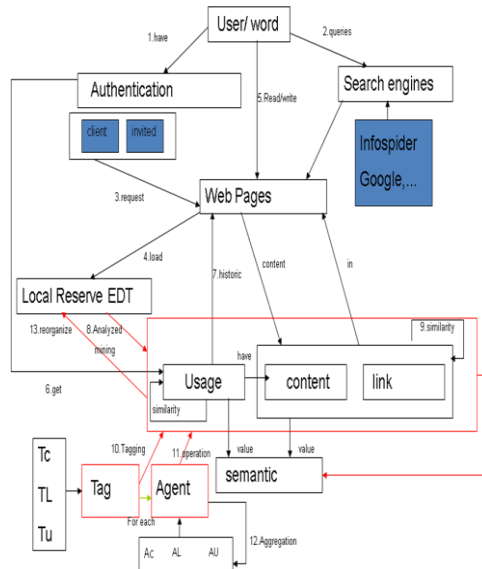 User/ word
1.have
2.queries
Authentication
Search engines
5.Read/write
client
invited
Infospider
Google,...
3.request
Web Pages
4.load
7.historic
content
in
Local Reserve EDT
13.reorganize
8.Analyzed
mining
9.similarity
6.get
Usage
have
content
link
similarity
10.Tagging
11.operation
value
value
Tc
TL
Tu
Tag
Agent
semantic
For each
12.Aggregation
Ac
AL
AU